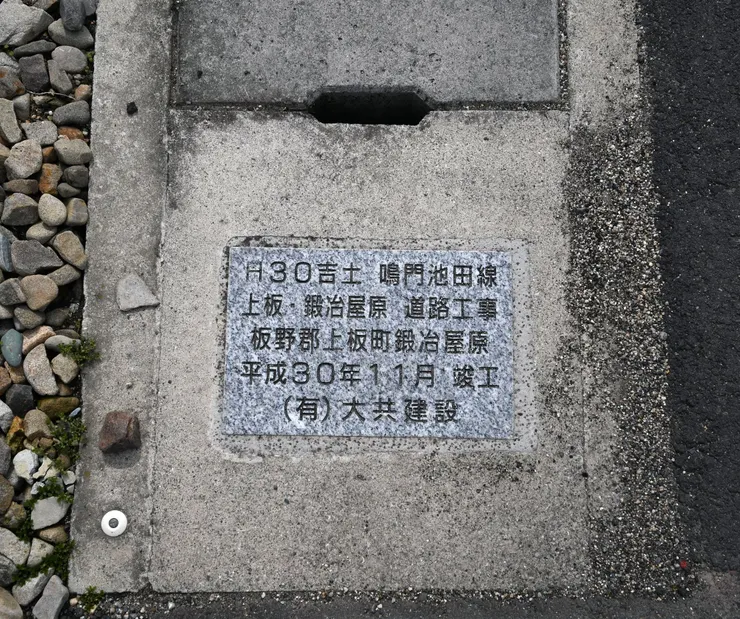 H30吉土 鳴門池田線
上板・鍛冶屋原 道路工事
板野郡上板町鍛冶屋原
平成30年11月 竣工
(有)大共建設